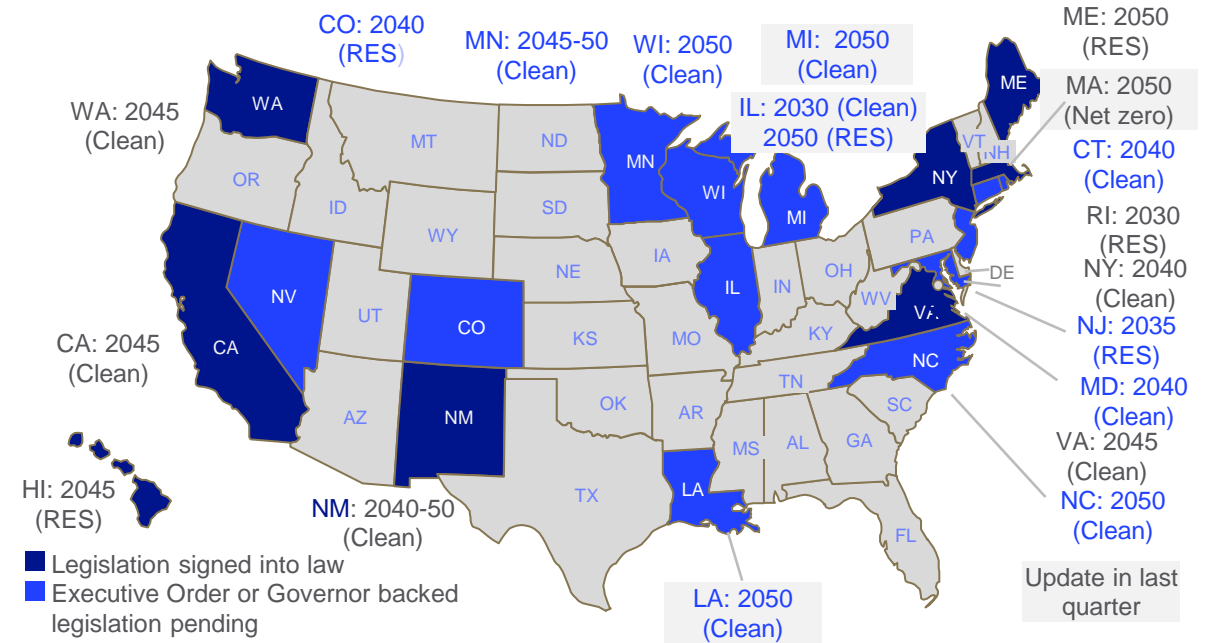 CO: 2040
(RES)
MN: 2045-50
(Clean)
WI: 2050
(Clean)
MI: 2050
(Clean)
IL: 2030 (Clean)
2050 (RES)
ME: 2050
(RES)
MA: 2050
(Net zero)
CT: 2040
(Clean)
RI: 2030
(RES)
NY: 2040
(Clean)
NJ: 2035
(RES)
MD: 2040
(Clean)
VA: 2045
(Clean)
NC: 2050
(Clean)
WA: 2045
(Clean)
CA: 2045
(Clean)
HI: 2045
(RES)
NM: 2040-50
(Clean)
LA: 2050
(Clean)
WA
MT
ND
MN
OR
ID
SD
WI
MI
NY
VT
NH
ME
WY
IA
NE
PA
NV
UT
CO
KS
MO
IL
IN
OH
WV
VA
DE
KY
CA
AZ
NM
OK
AR
TN
NC
SC
MS
AL
GA
TX
LA
FL
Legislation signed into law
Executive Order or Governor backed
legislation pending
Update in last
quarter